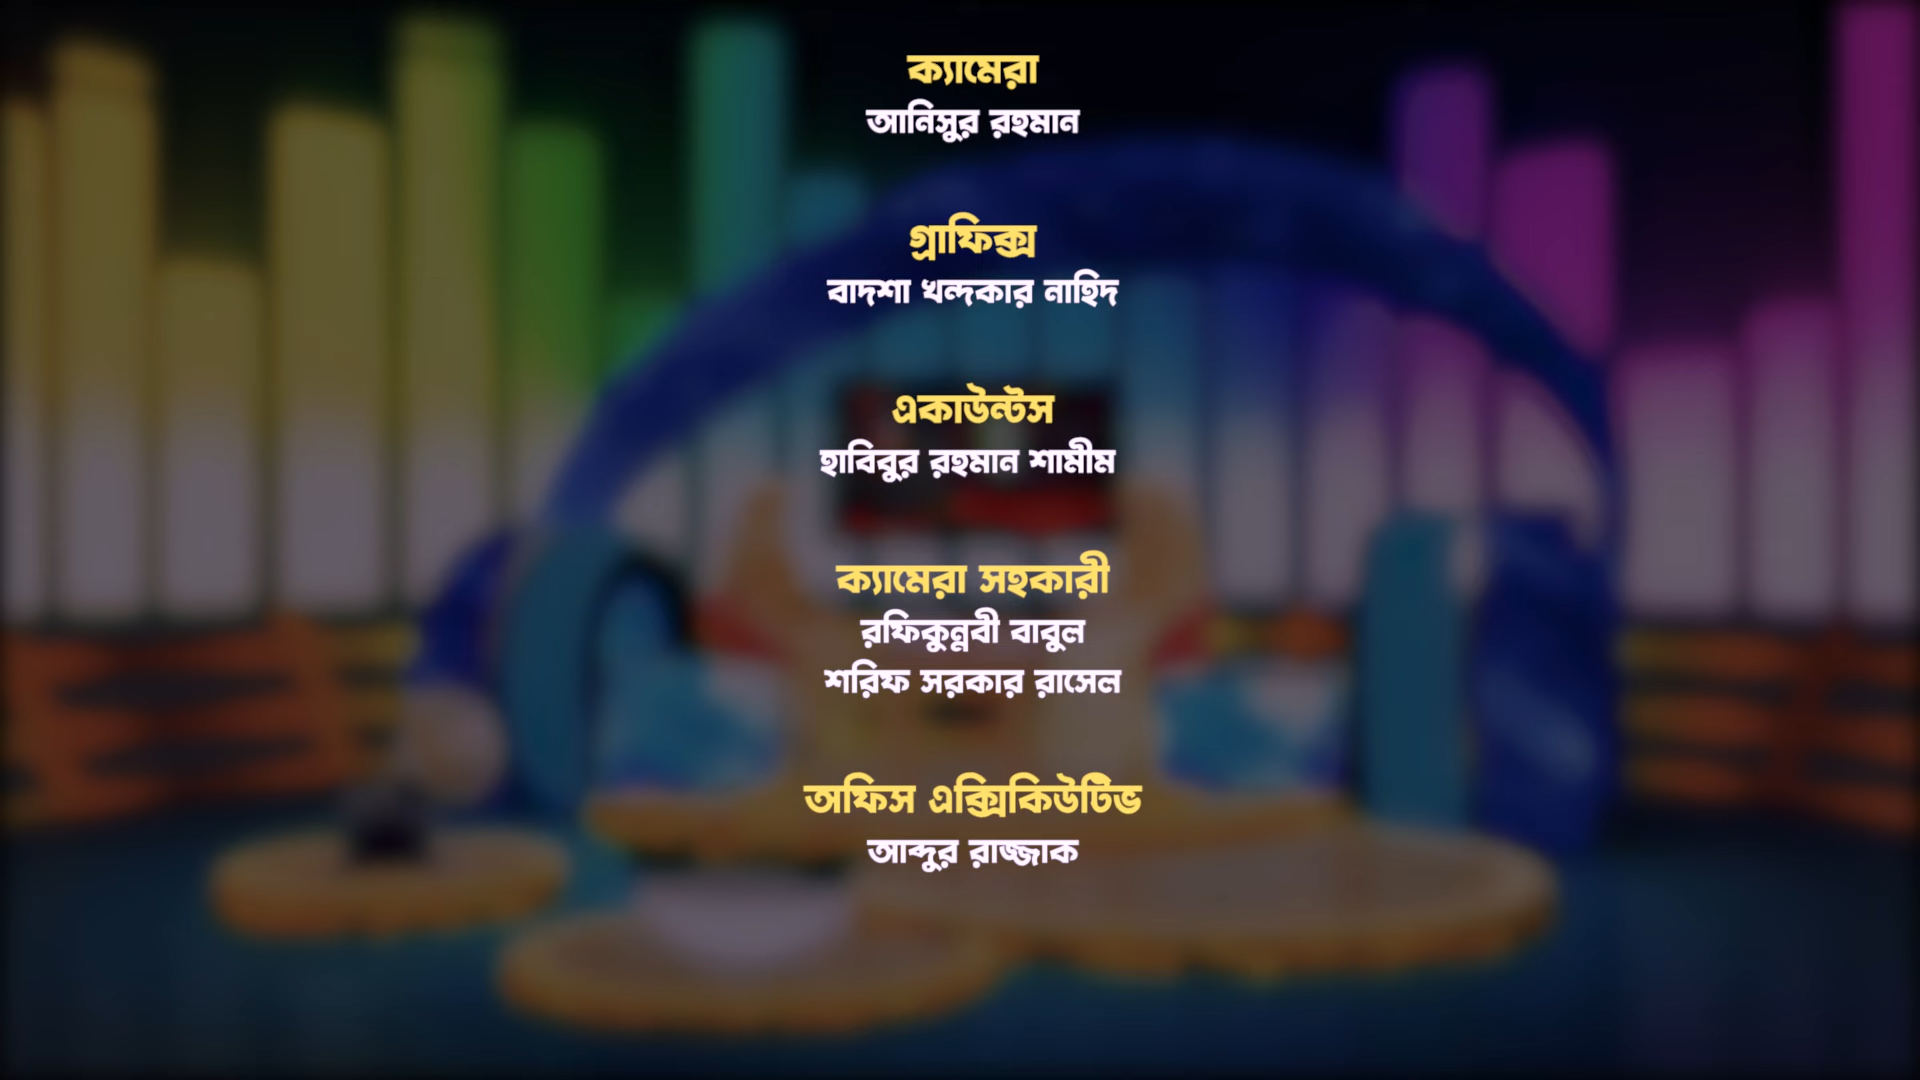 ক্যামেরা
আনিসুর রহমান
গ্রাফিক্স
বাদশা খন্দকার নাহিদ
একাউন্টস
হাবিবুর রহমান শামীম
ক্যামেরা সহকারী
রফিকুন্নবী বাবুল
শরিফ সরকার রাসেল
অফিস এক্সিকিউটিভ
আব্দুর রাজ্জাক